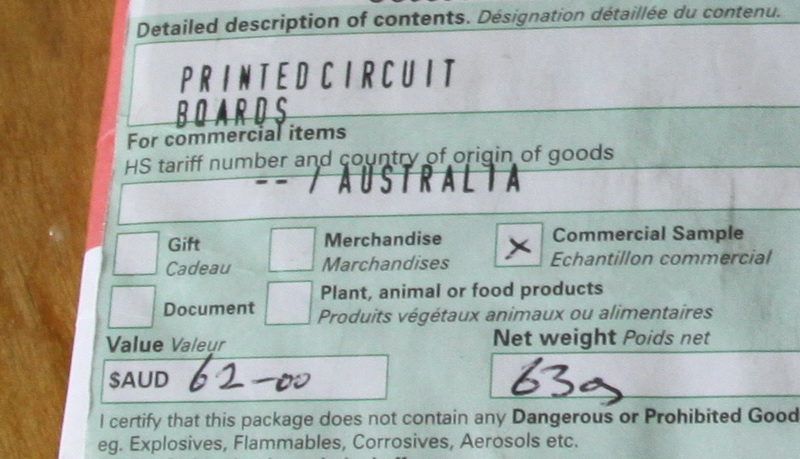 Detailed description of contents. Désignation détaillée du contenu.
PRINTED CIRCUIT
BOARDS
For commercial items
HS tariff number and country of origin of goods
-- / AUSTRALIA
Gift Merchandise Commercial Sample
Cadeau Marchandises Echantillon commercial
Document Plant, animal or food products
Produits végétaux animaux ou alimentaires
Value Valeur Net weight Poids net
$AUD 62-00 63g
I certify that this package does not contain any Dangerous or Prohibited Good
eg. Explosives, Flammables, Corrosives, Aerosols etc.